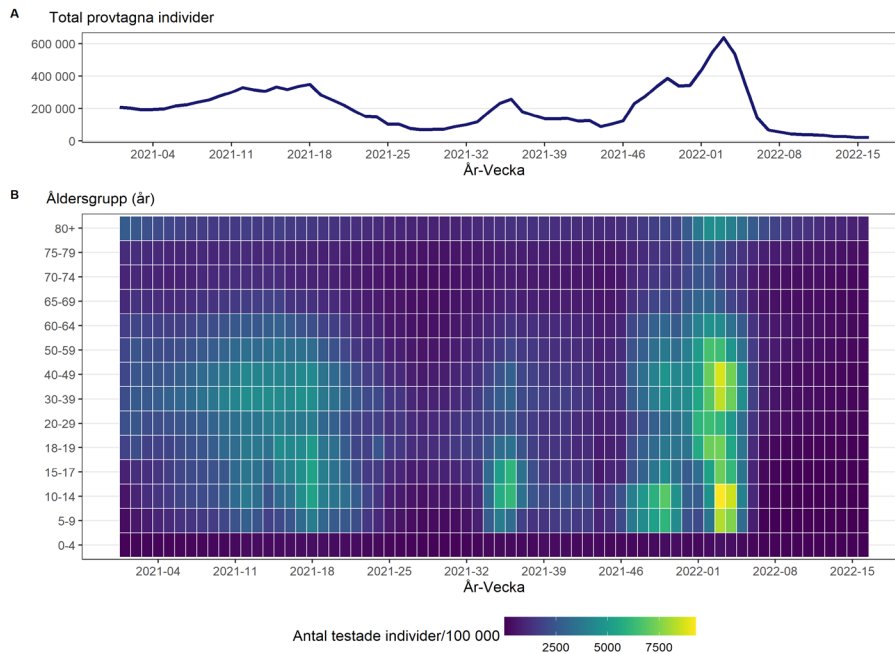 A
Total provtagna individer
600 000
400 000
200 000
0
2021-04 2021-11 2021-18 2021-25 2021-32 2021-39 2021-46 2022-01 2022-08 2022-15
År-Vecka
B
Åldersgrupp (år)
80+
75-79
70-74
65-69
60-64
50-59
40-49
30-39
20-29
18-19
15-17
10-14
5-9
0-4
2021-04 2021-11 2021-18 2021-25 2021-32 2021-39 2021-46 2022-01 2022-08 2022-15
År-Vecka
Antal testade individer/100 000
2500 5000 7500